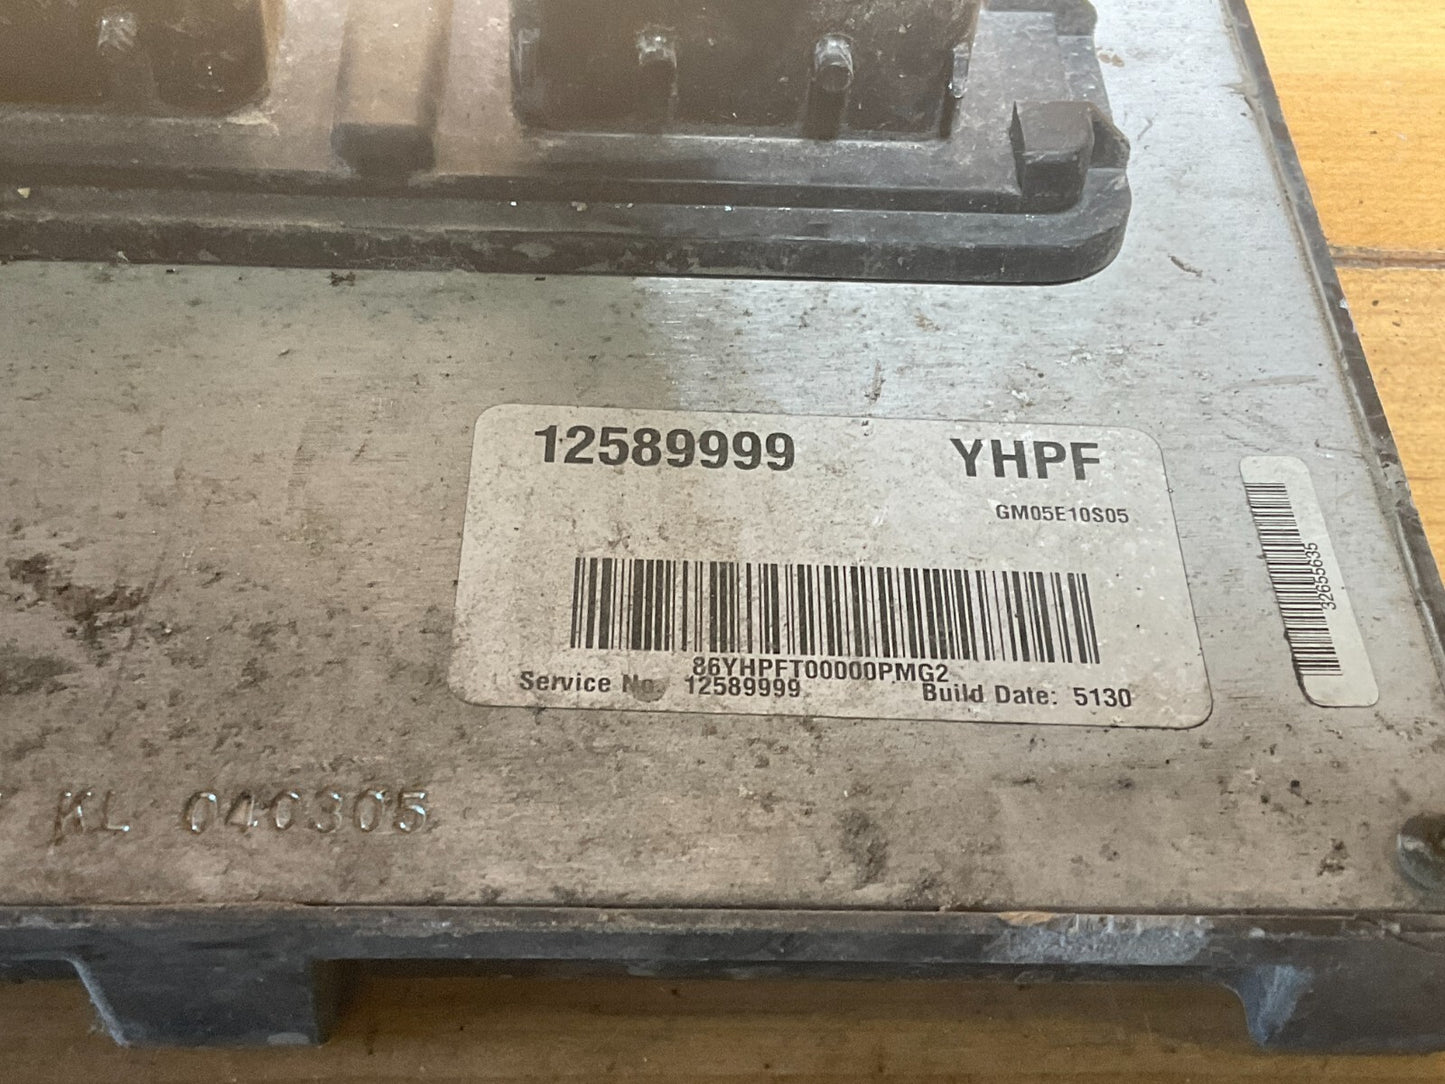 12589999 YHPF
GM05E10S05
86YHPFT00000PMG2
Service No. 12589999 Build Date: 5130
32655635
KL 040305